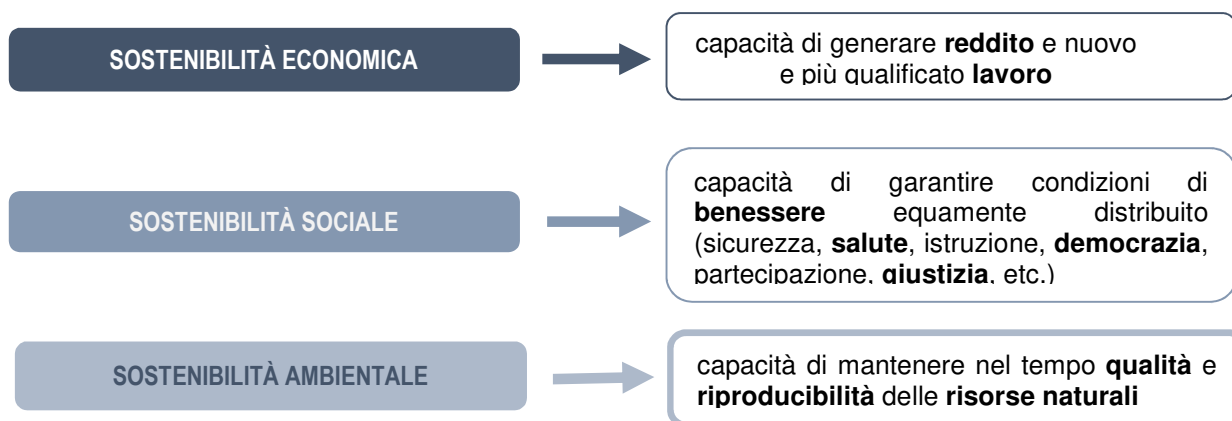 SOSTENIBILITÀ ECONOMICA
capacità di generare reddito e nuovo
e più qualificato lavoro
SOSTENIBILITÀ SOCIALE
capacità di garantire condizioni di
benessere equamente distribuito
(sicurezza, salute, istruzione, democrazia,
partecipazione, giustizia, etc.)
SOSTENIBILITÀ AMBIENTALE
capacità di mantenere nel tempo qualità e
riproducibilità delle risorse naturali